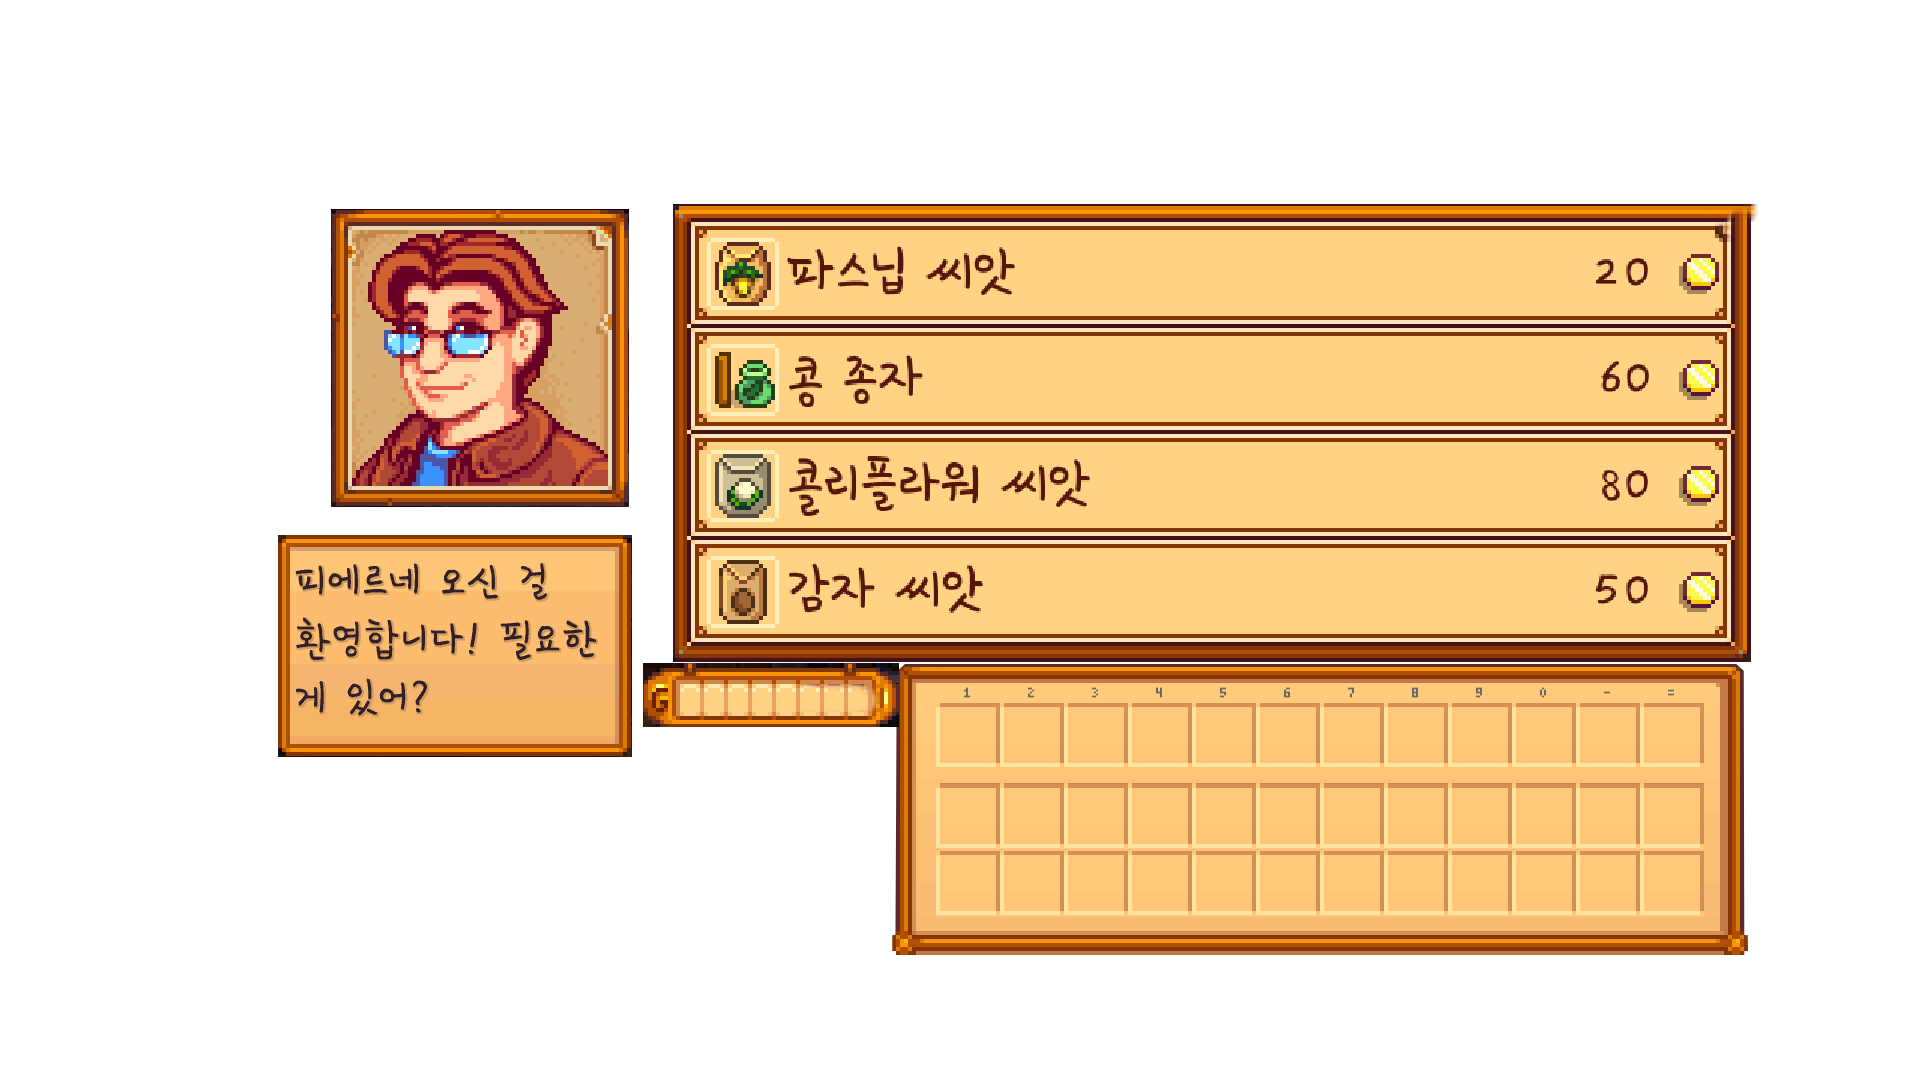 파스닙 씨앗 20
콩 종자 60
콜리플라워 씨앗 80
감자 씨앗 50
피에르네 오신 걸
환영합니다! 필요한
게 있어?
1 2 3 4 5 6 7 8 9 0 - =